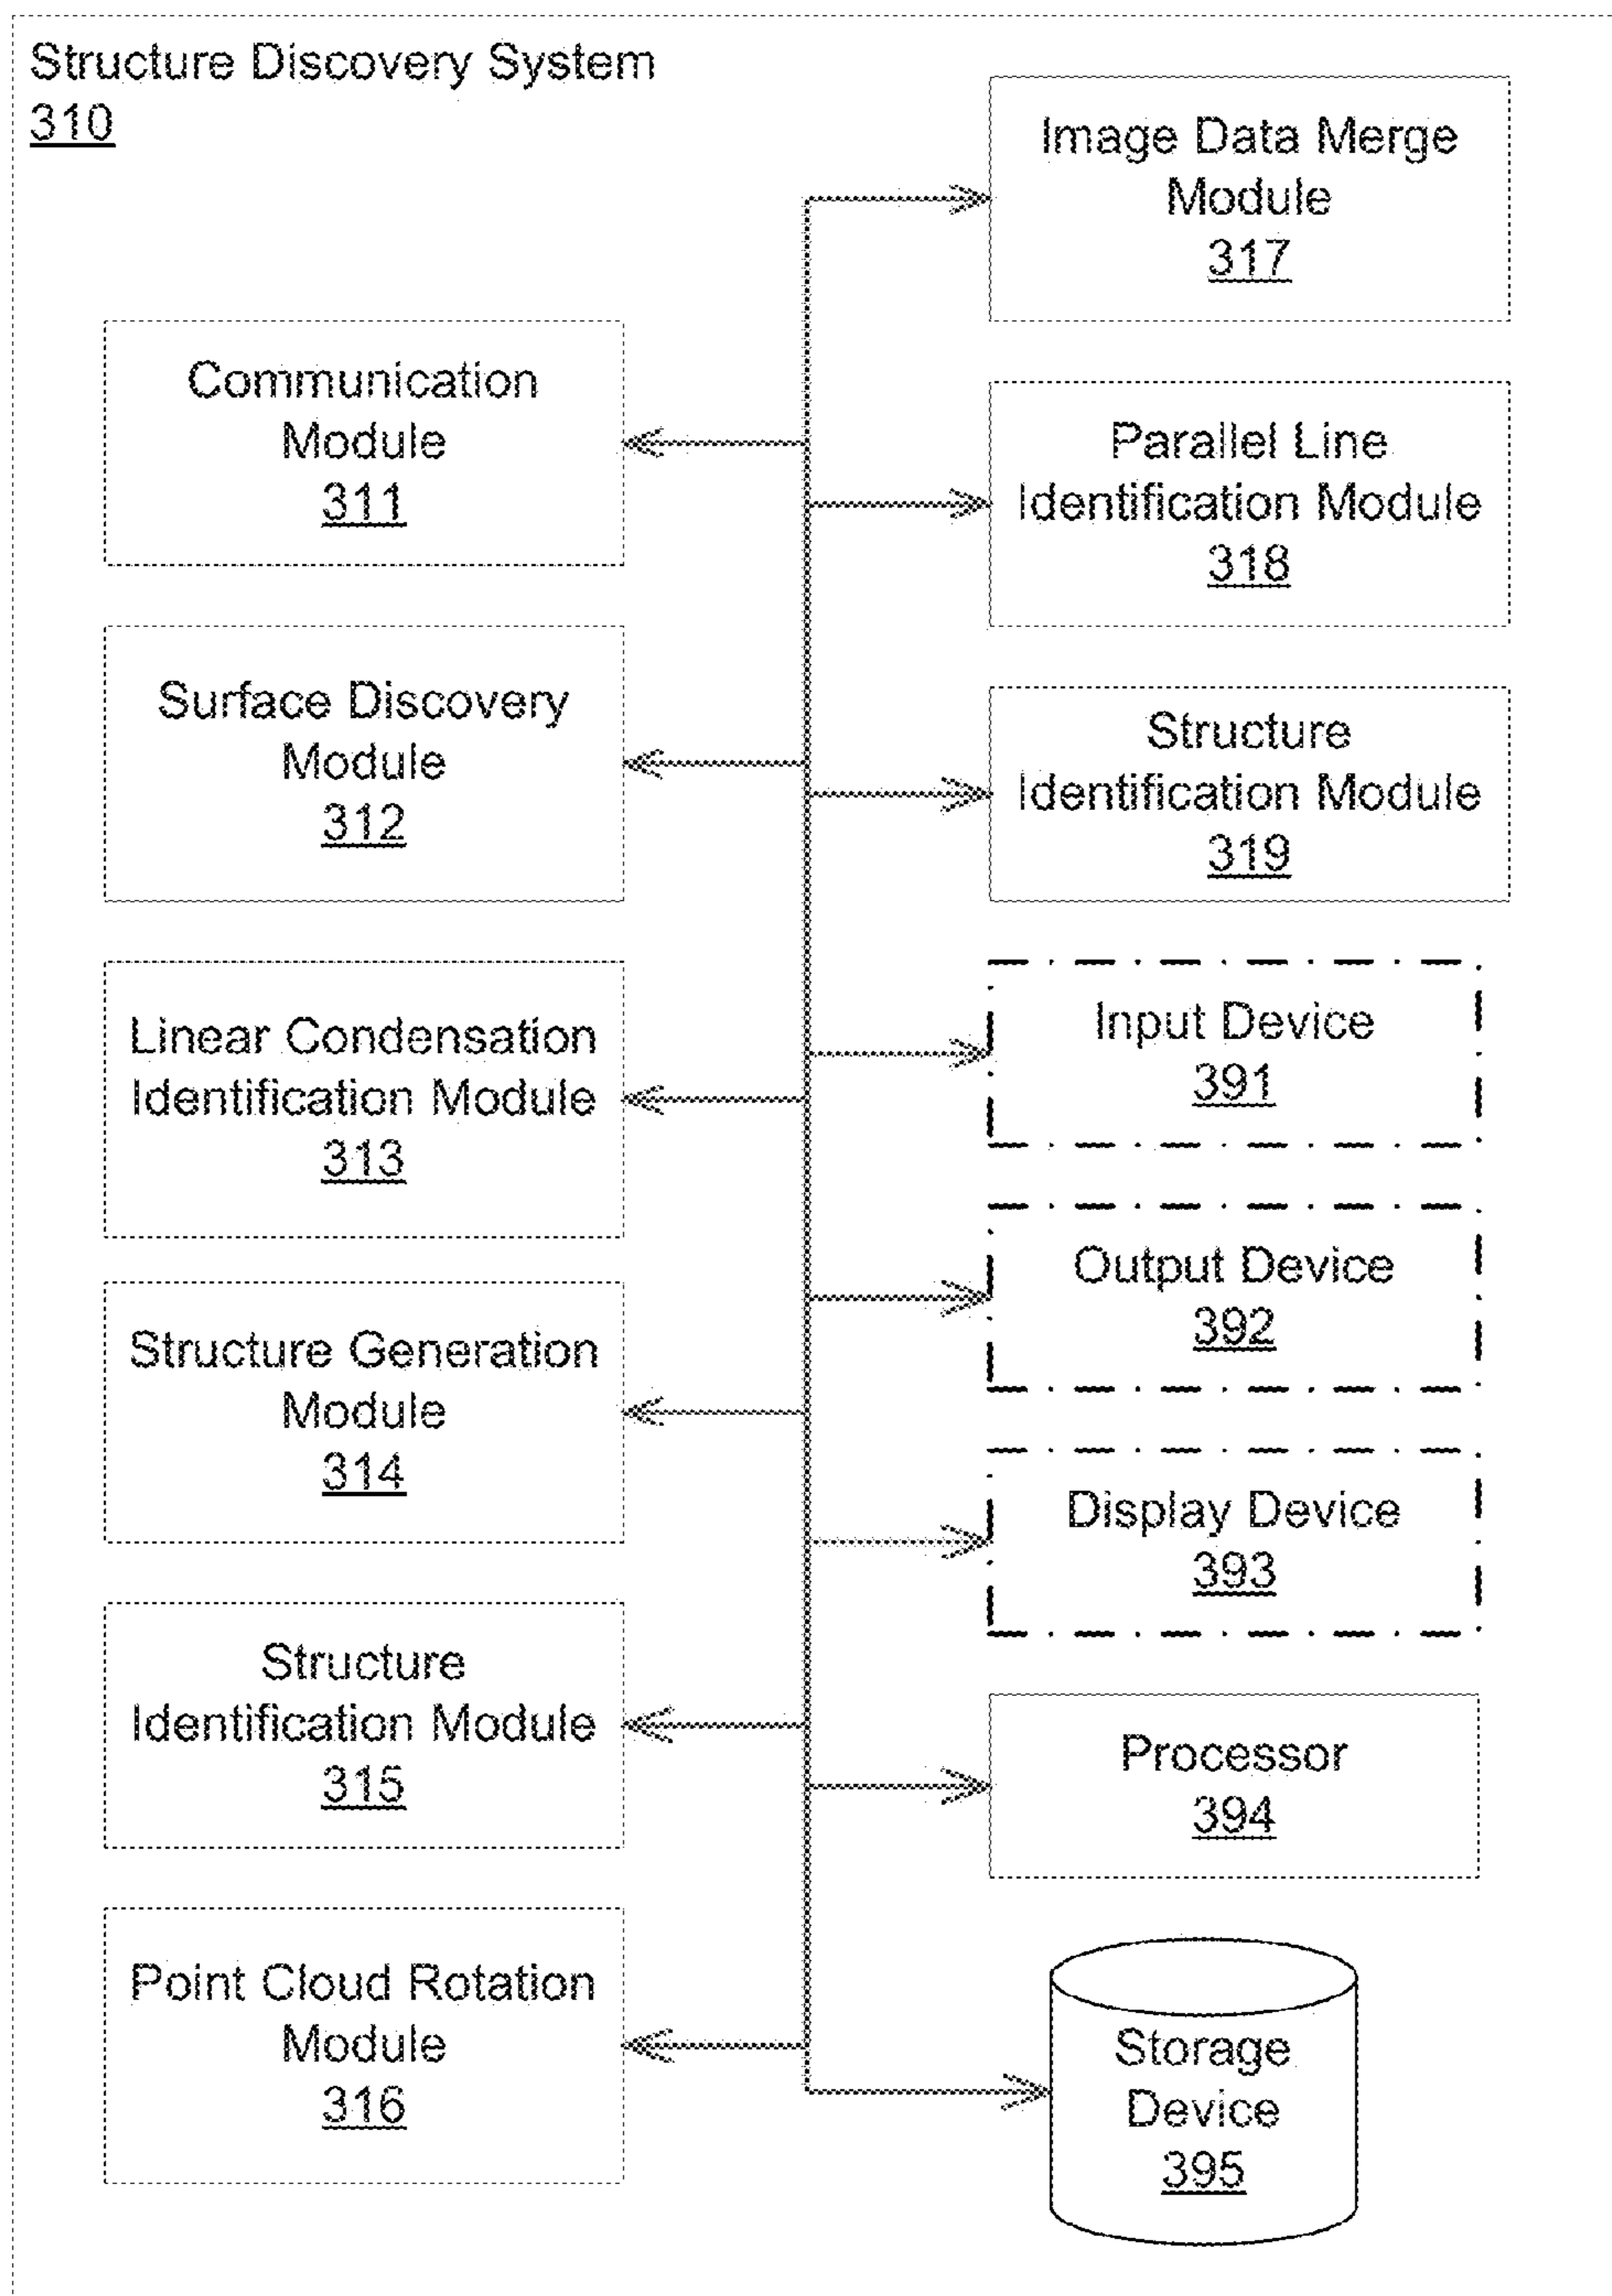 Structure Discovery System
310
Communication
Module
311
Surface Discovery
Module
312
Linear Condensation
Identification Module
313
Structure Generation
Module
314
Structure
Identification Module
315
Point Cloud Rotation
Module
316
Image Data Merge
Module
317
Parallel Line
Identification Module
318
Structure
Identification Module
319
Input Device
391
Output Device
392
Display Device
393
Processor
394
Storage
Device
395